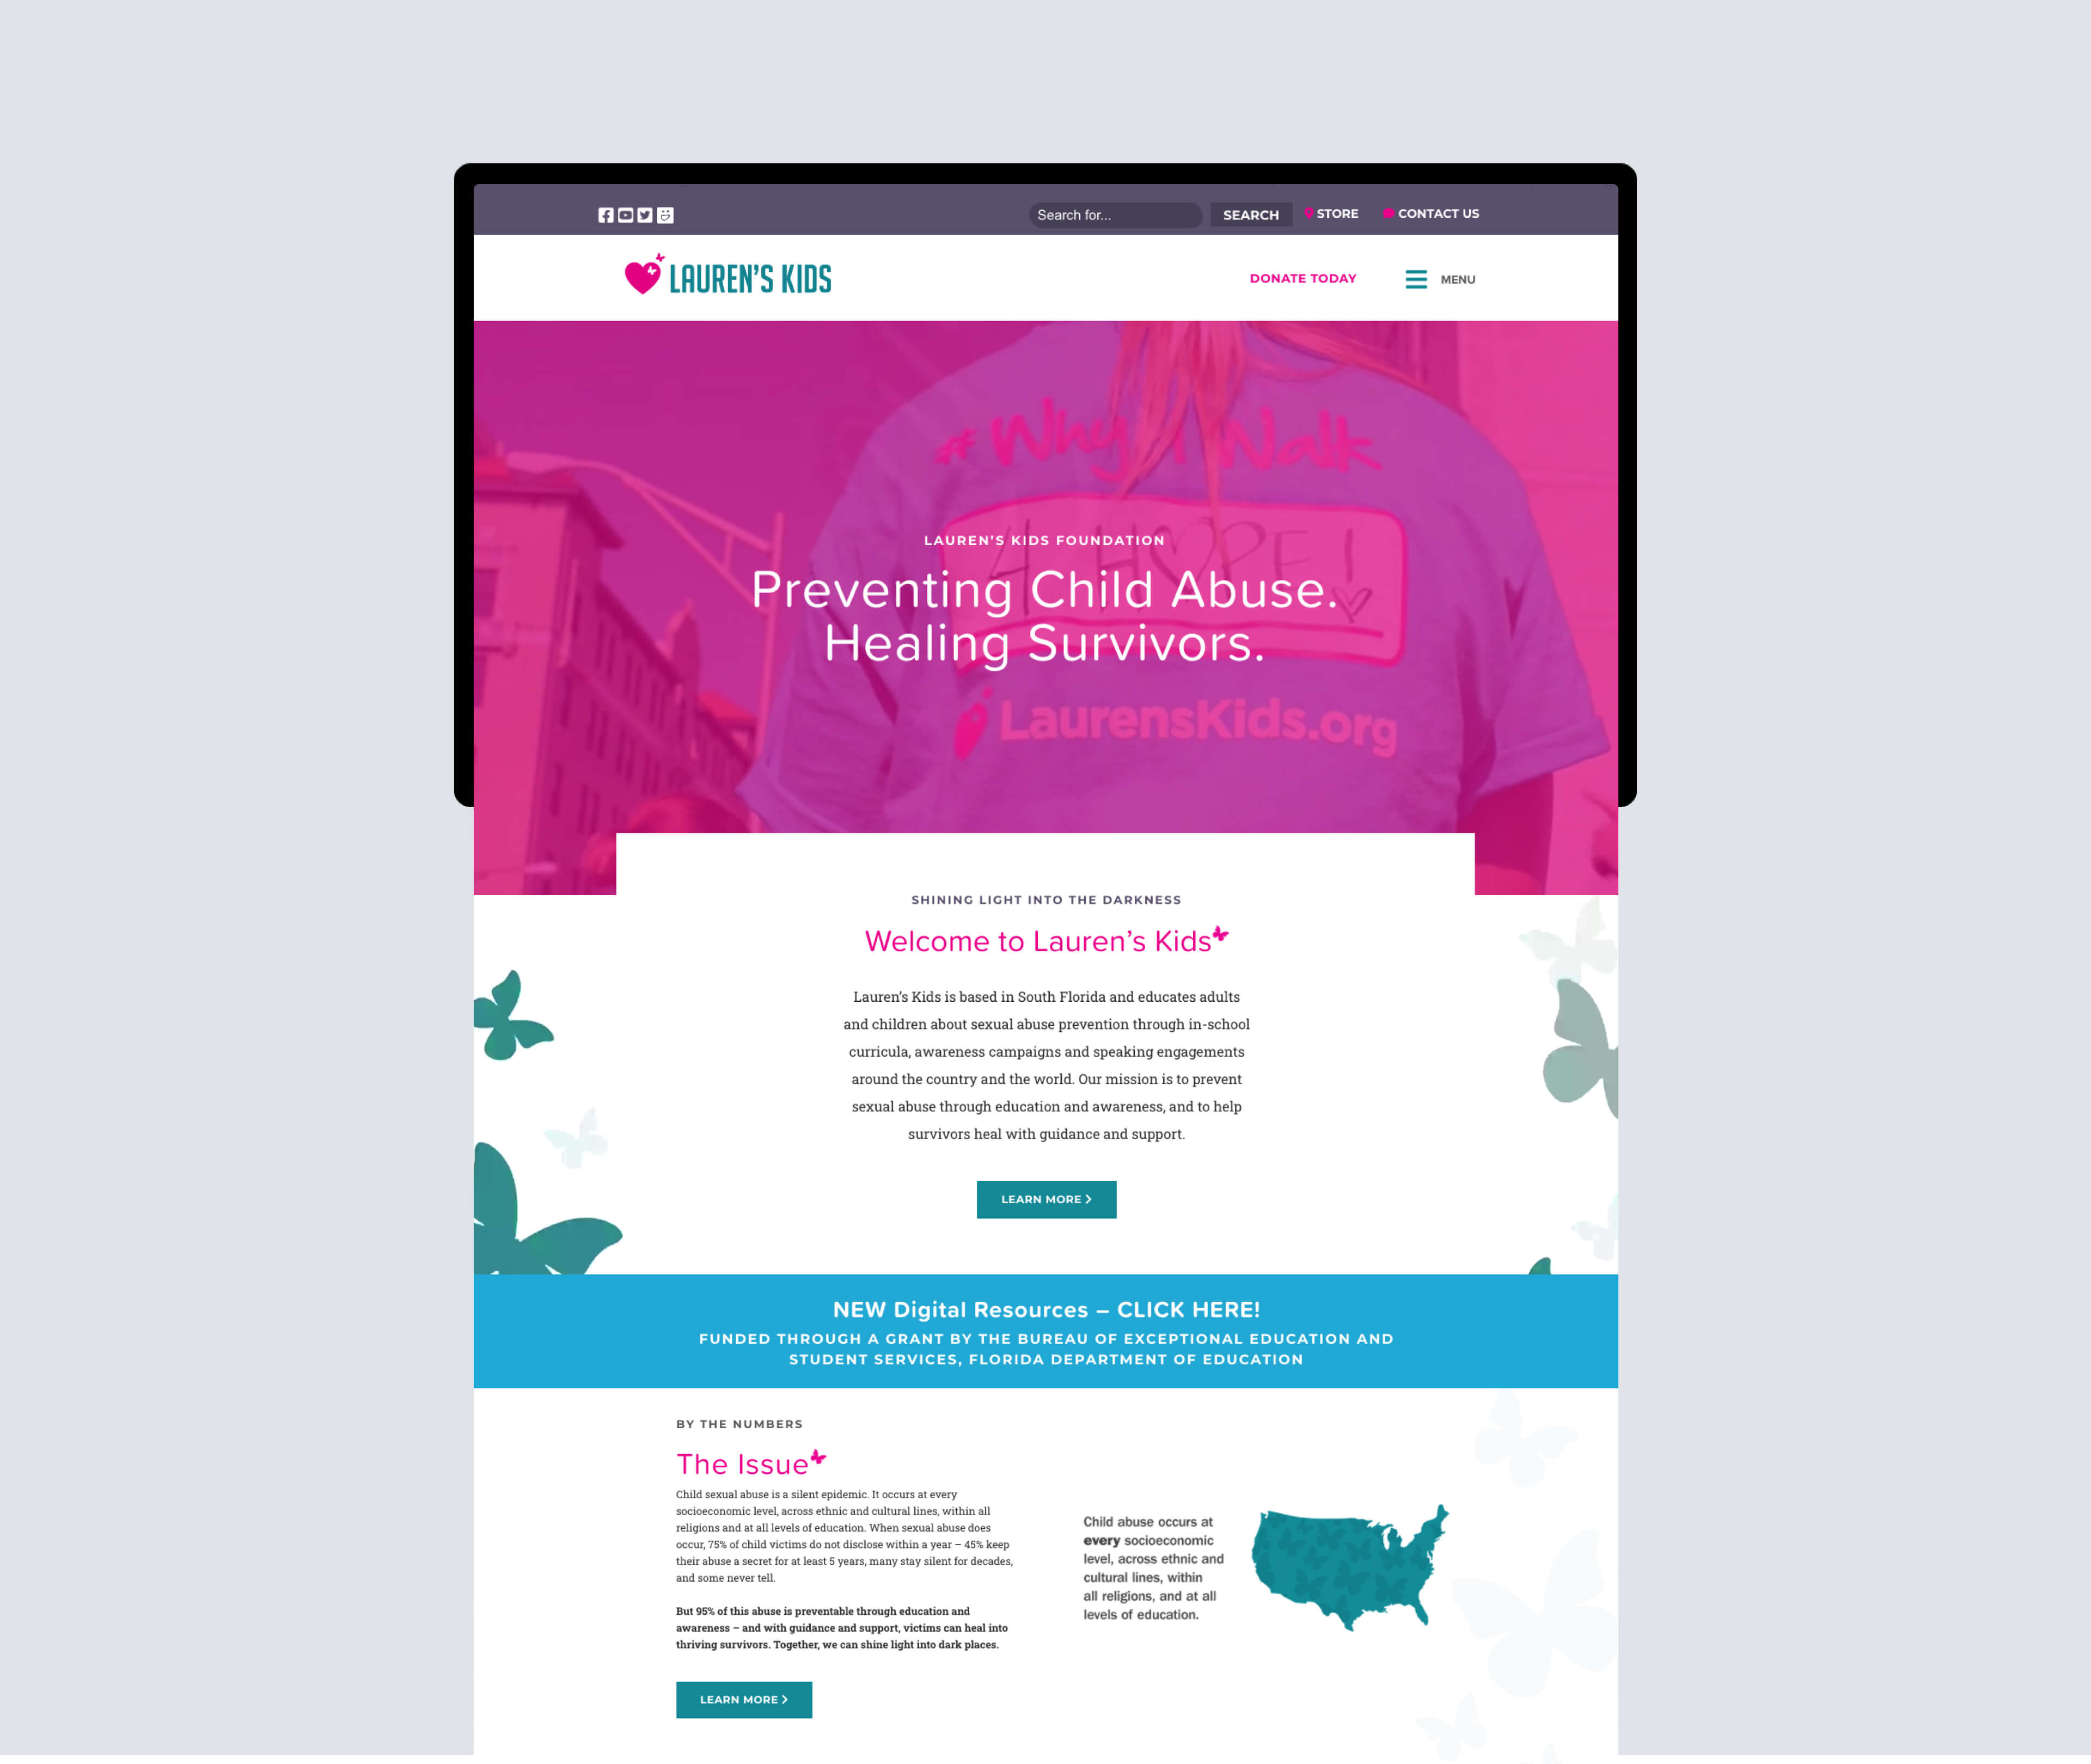 Search for...
SEARCH
STORE
CONTACT US
LAUREN'S KIDS
DONATE TODAY
MENU
#WhyIWalk
LAUREN'S KIDS FOUNDATION
4 HOPE!
Preventing Child Abuse.
Healing Survivors.
LaurensKids.org
SHINING LIGHT INTO THE DARKNESS
Welcome to Lauren's Kids
Lauren's Kids is based in South Florida and educates adults
and children about sexual abuse prevention through in-school
curricula, awareness campaigns and speaking engagements
around the country and the world. Our mission is to prevent
sexual abuse through education and awareness, and to help
survivors heal with guidance and support.
LEARN MORE
NEW Digital Resources – CLICK HERE!
FUNDED THROUGH A GRANT BY THE BUREAU OF EXCEPTIONAL EDUCATION AND
STUDENT SERVICES, FLORIDA DEPARTMENT OF EDUCATION
BY THE NUMBERS
The Issue
Child sexual abuse is a silent epidemic. It occurs at every
socioeconomic level, across ethnic and cultural lines, within all
religions and at all levels of education. When sexual abuse does
occur, 75% of child victims do not disclose within a year – 45% keep
their abuse a secret for at least 5 years, many stay silent for decades,
and some never tell.
But 95% of this abuse is preventable through education and
awareness – and with guidance and support, victims can heal into
thriving survivors. Together, we can shine light into dark places.
LEARN MORE
Child abuse occurs at
every socioeconomic
level, across ethnic and
cultural lines, within
all religions, and at all
levels of education.